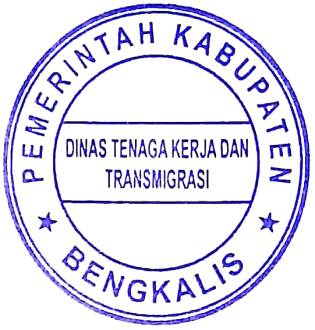 PEMERINTAH KABUPATEN
DINAS TENAGA KERJA DAN
TRANSMIGRASI
BENGKALIS